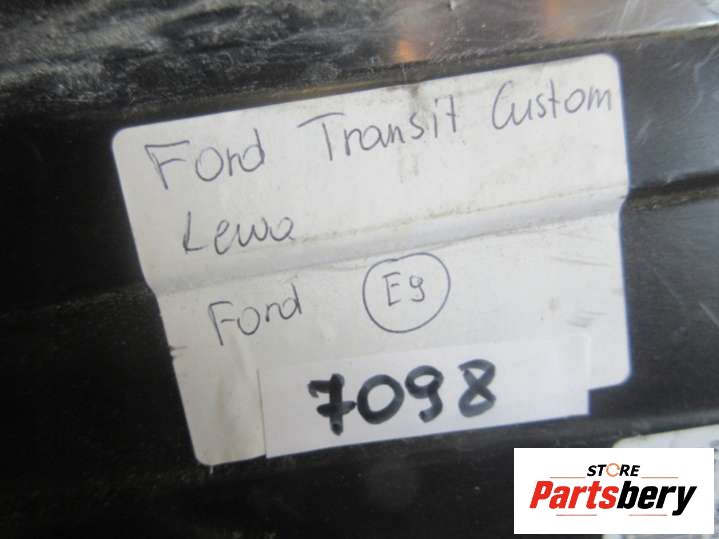 Ford Transit Custom
Lewa
Ford E9
7098
STORE
Partsbery